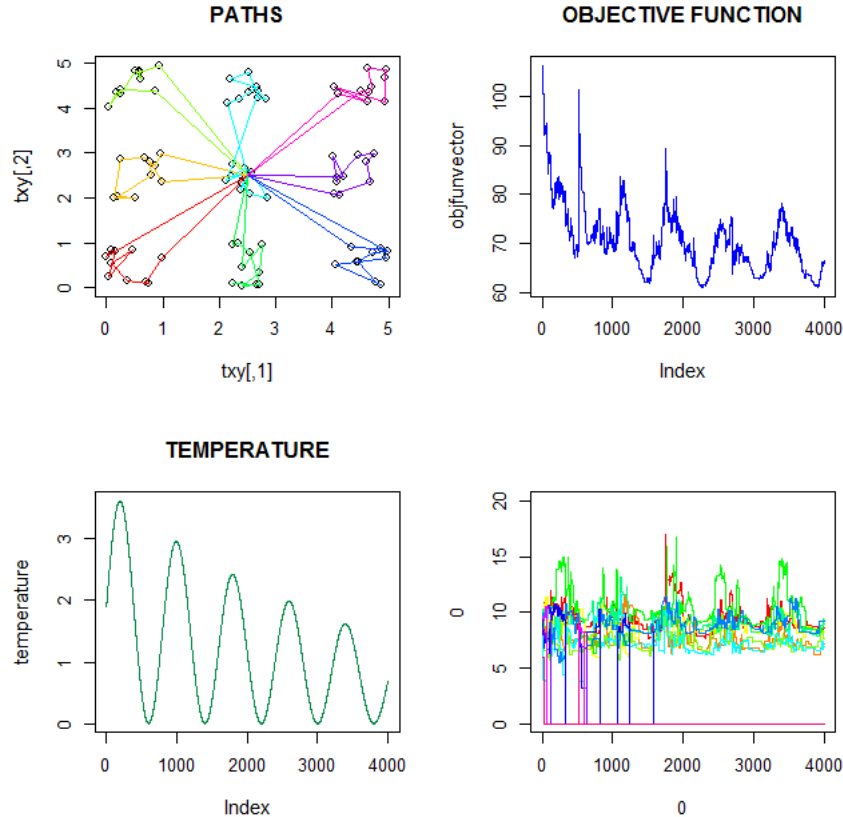 PATHS
txy[,2]
5
4
3
2
1
0
0 1 2 3 4 5
txy[,1]
OBJECTIVE FUNCTION
objfunvector
100
90
80
70
60
0 1000 2000 3000 4000
Index
TEMPERATURE
temperature
3
2
1
0
0 1000 2000 3000 4000
Index
0
20
15
10
5
0
0 1000 2000 3000 4000
0